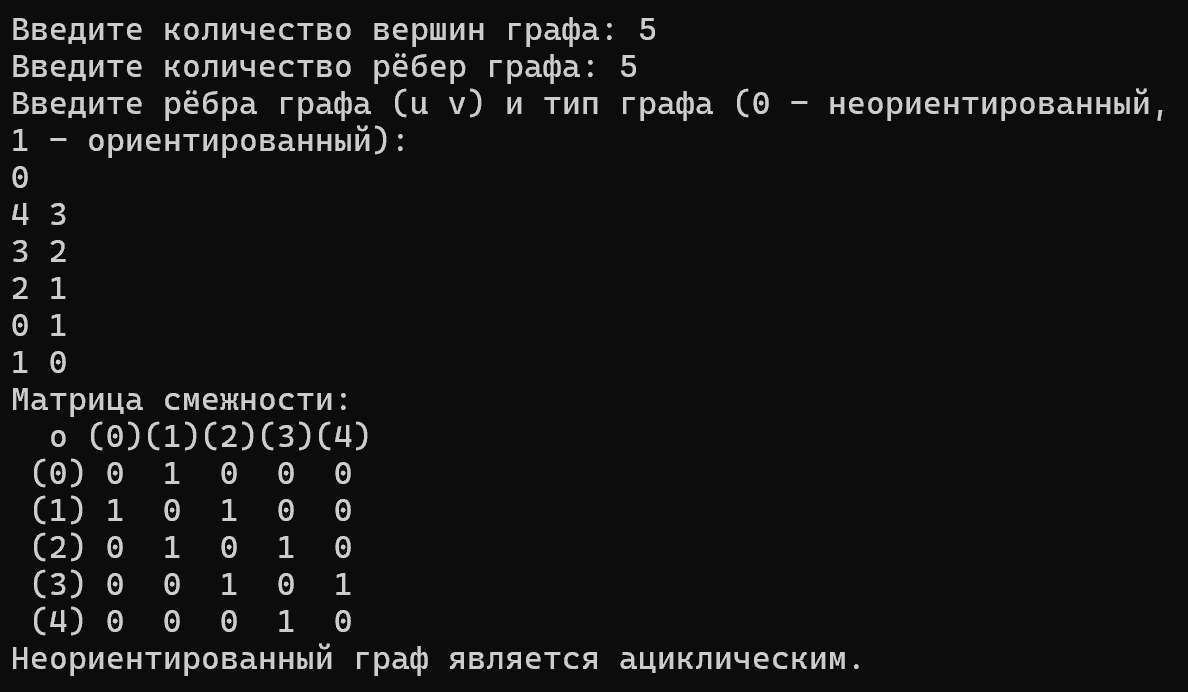 Введите количество вершин графа: 5
Введите количество рёбер графа: 5
Введите рёбра графа (u v) и тип графа (0 – неориентированный,
1 – ориентированный):
0
4 3
3 2
2 1
0 1
1 0
Матрица смежности:
  o (0)(1)(2)(3)(4)
 (0) 0  1  0  0  0
 (1) 1  0  1  0  0
 (2) 0  1  0  1  0
 (3) 0  0  1  0  1
 (4) 0  0  0  1  0
Неориентированный граф является ациклическим.